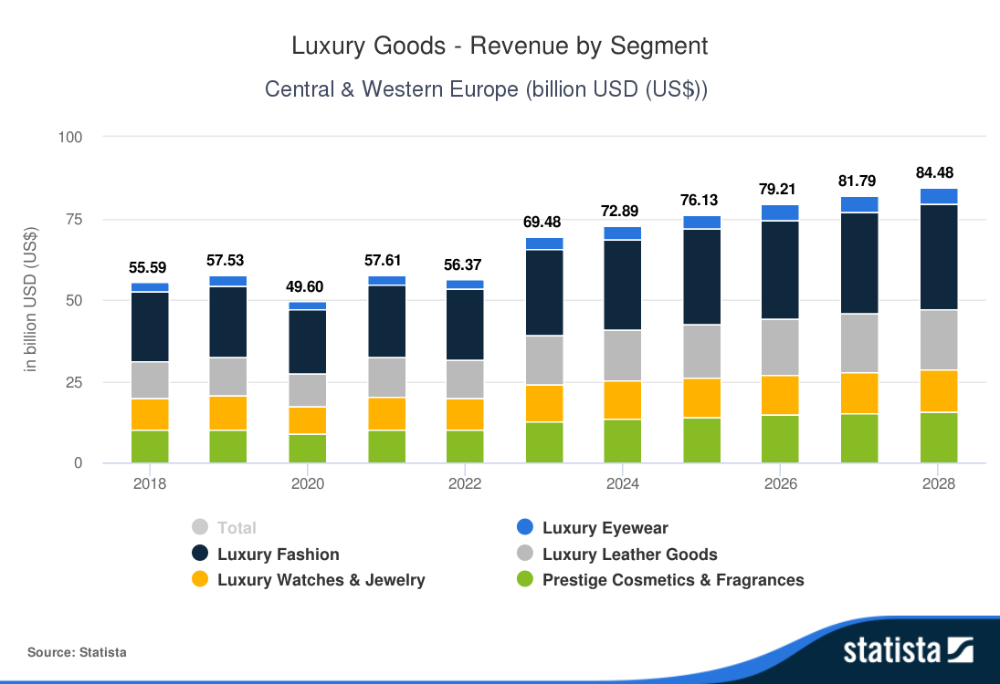 Luxury Goods - Revenue by Segment
Central & Western Europe (billion USD (US$))
in billion USD (US$)
100
75
50
25
0
55.59
57.53
49.60
57.61
56.37
69.48
72.89
76.13
79.21
81.79
84.48
2018
2020
2022
2024
2026
2028
Total
Luxury Eyewear
Luxury Fashion
Luxury Leather Goods
Luxury Watches & Jewelry
Prestige Cosmetics & Fragrances
Source: Statista
statista